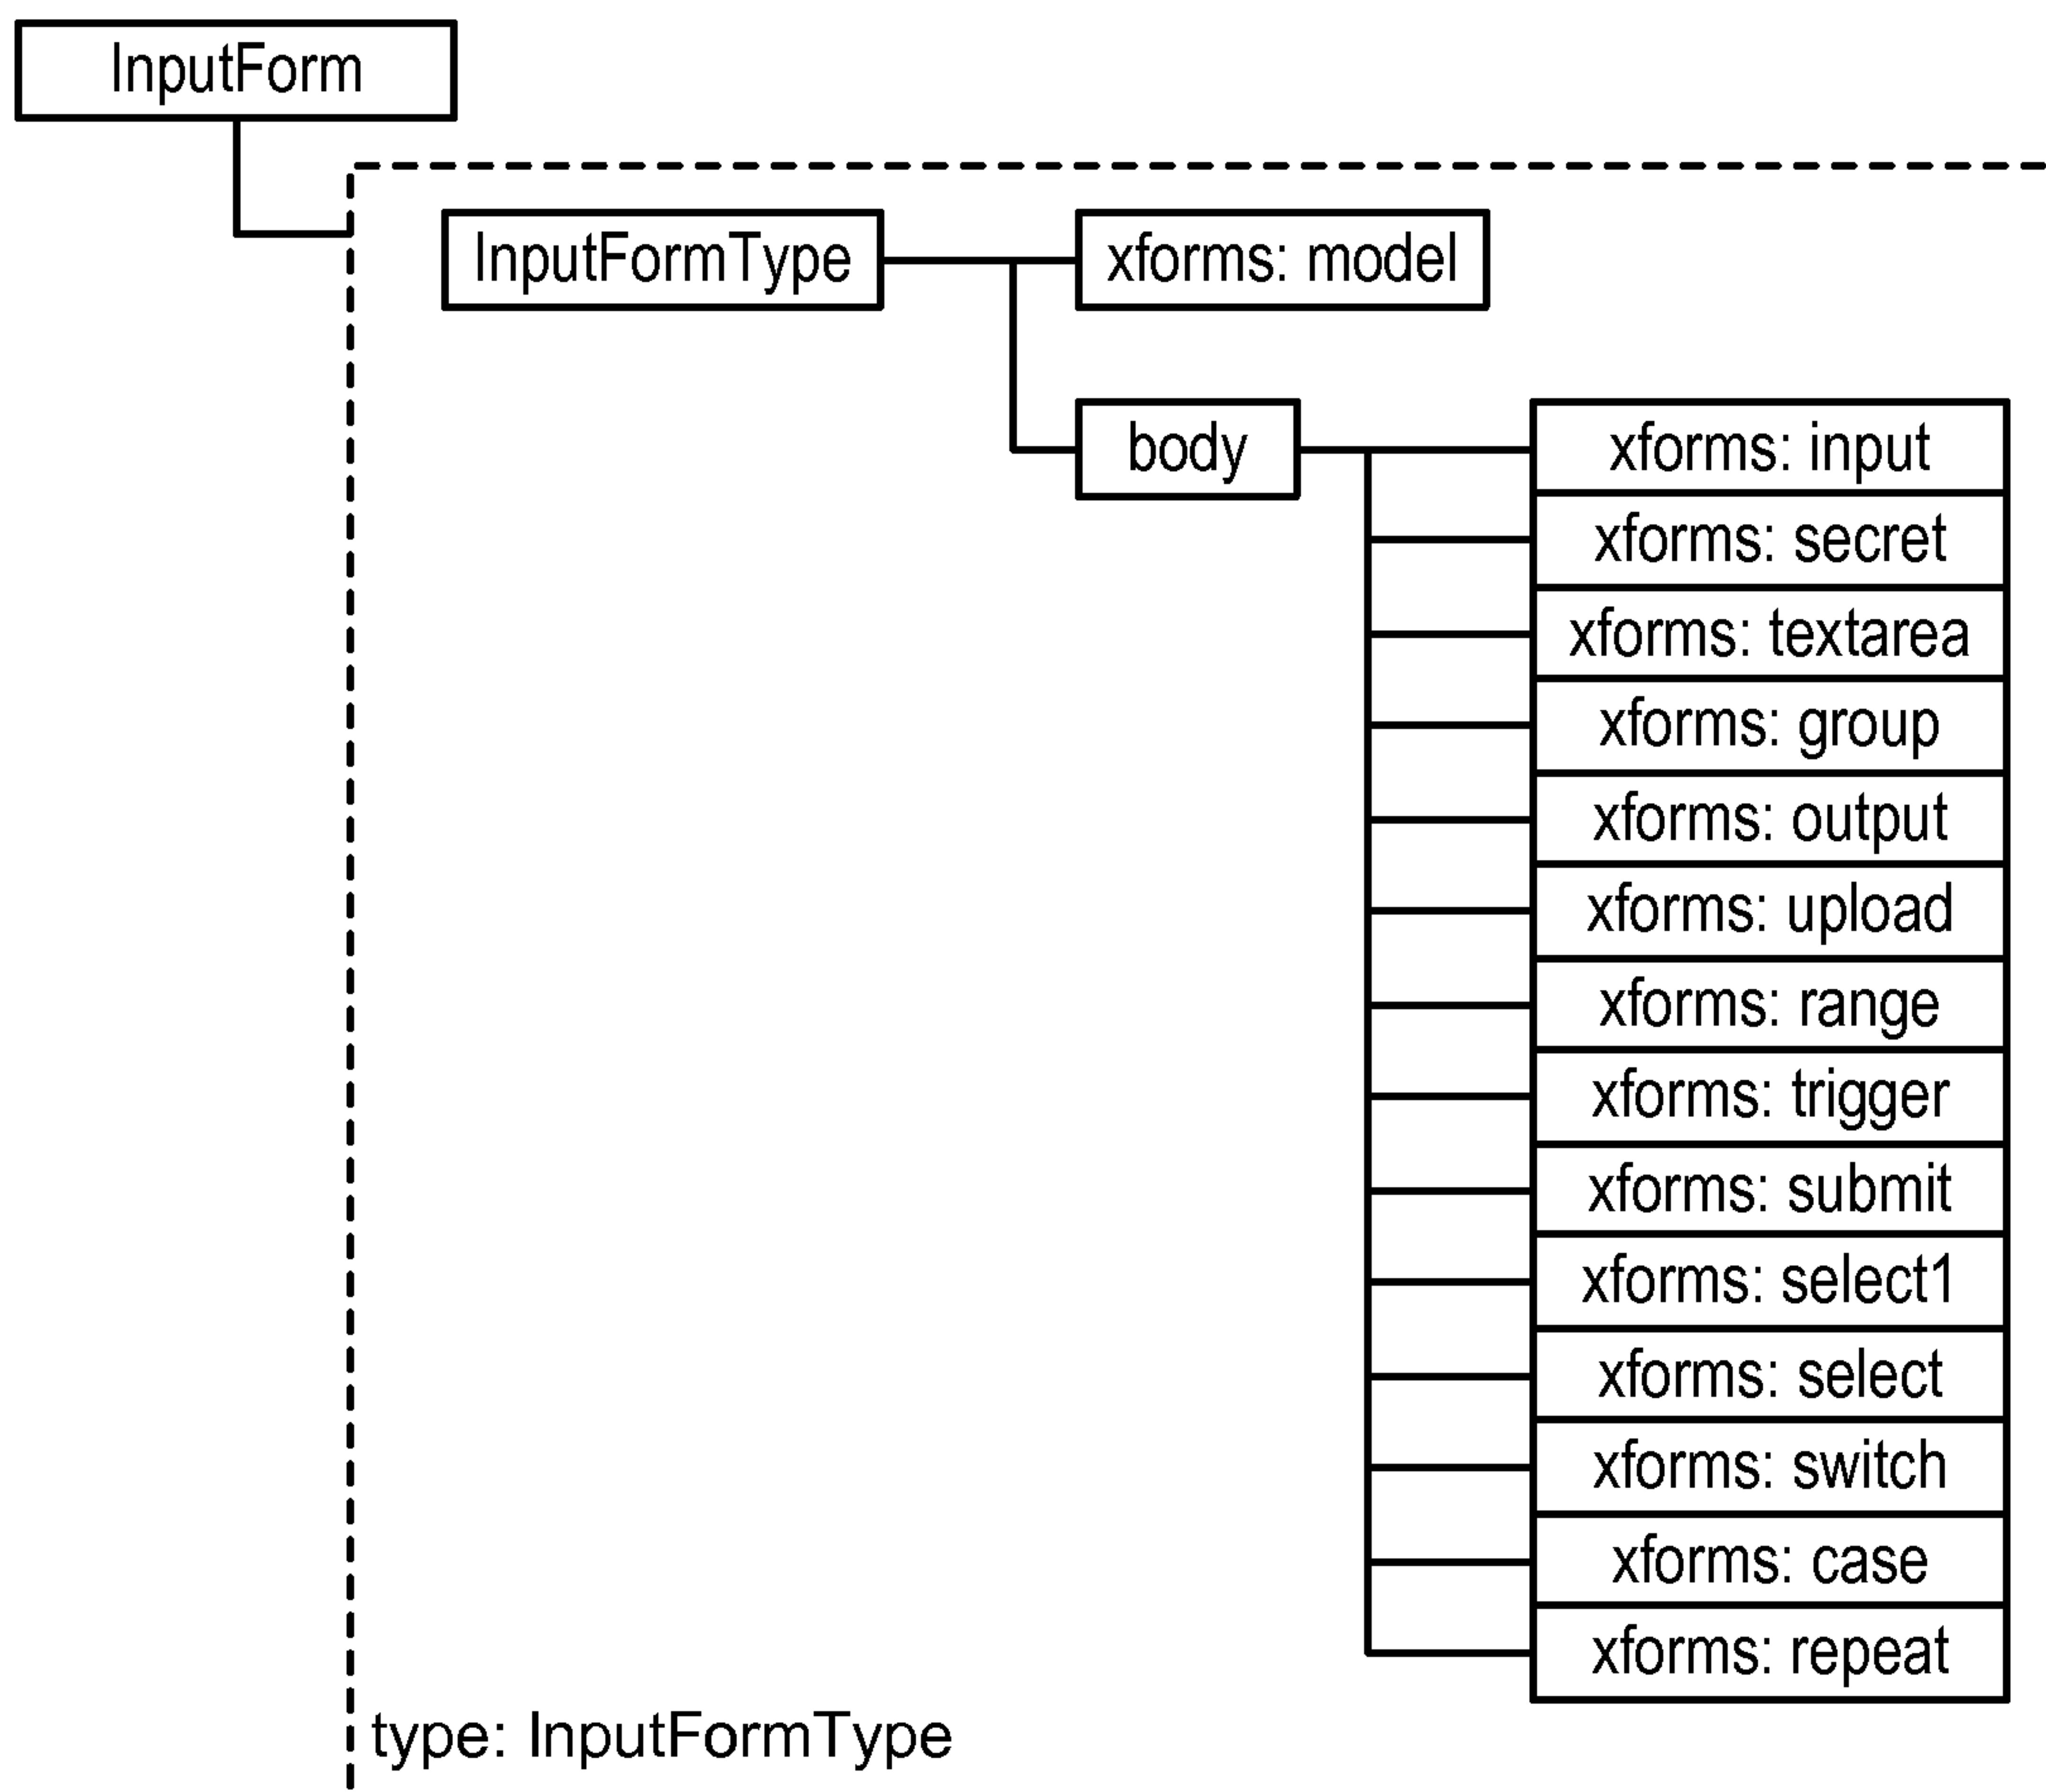 InputForm
InputFormType
xforms: model
body
xforms: input
xforms: secret
xforms: textarea
xforms: group
xforms: output
xforms: upload
xforms: range
xforms: trigger
xforms: submit
xforms: select1
xforms: select
xforms: switch
xforms: case
xforms: repeat
type: InputFormType